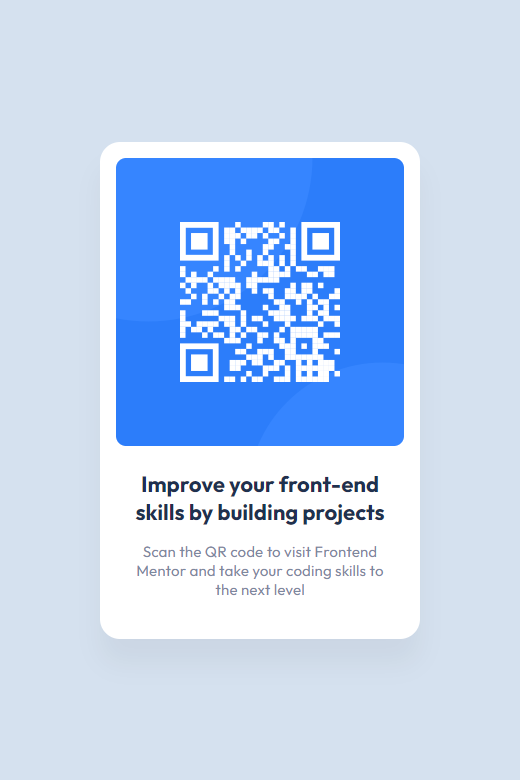 Improve your front-end
skills by building projects
Scan the QR code to visit Frontend
Mentor and take your coding skills to
the next level